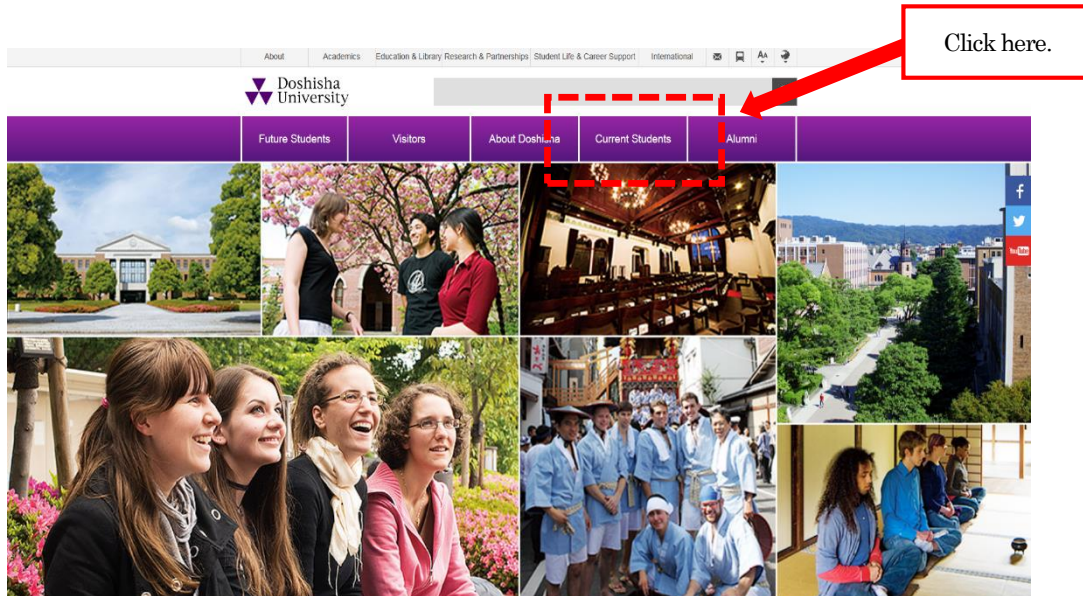 Click here.
About Academics Education & Library Research & Partnerships Student Life & Career Support International AA
Doshisha
University
Future Students Visitors About Doshisha Current Students Alumni
f
YouTube